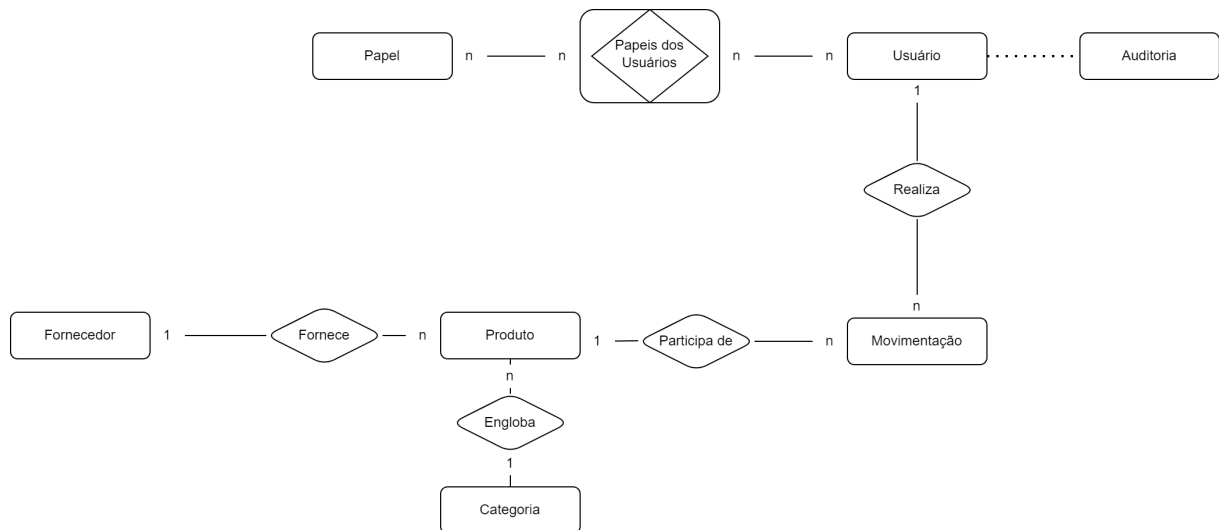 Papel
n
n
Papeis dos
Usuários
n
n
Usuário
Auditoria
1
Realiza
n
Fornecedor
1
Fornece
n
Produto
1
Participa de
n
Movimentação
n
Engloba
1
Categoria